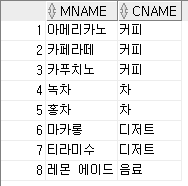 MNAME CNAME
1 아메리카노 커피
2 카페라떼 커피
3 카푸치노 커피
4 녹차 차
5 홍차 차
6 마카롱 디저트
7 티라미수 디저트
8 레몬 에이드 음료